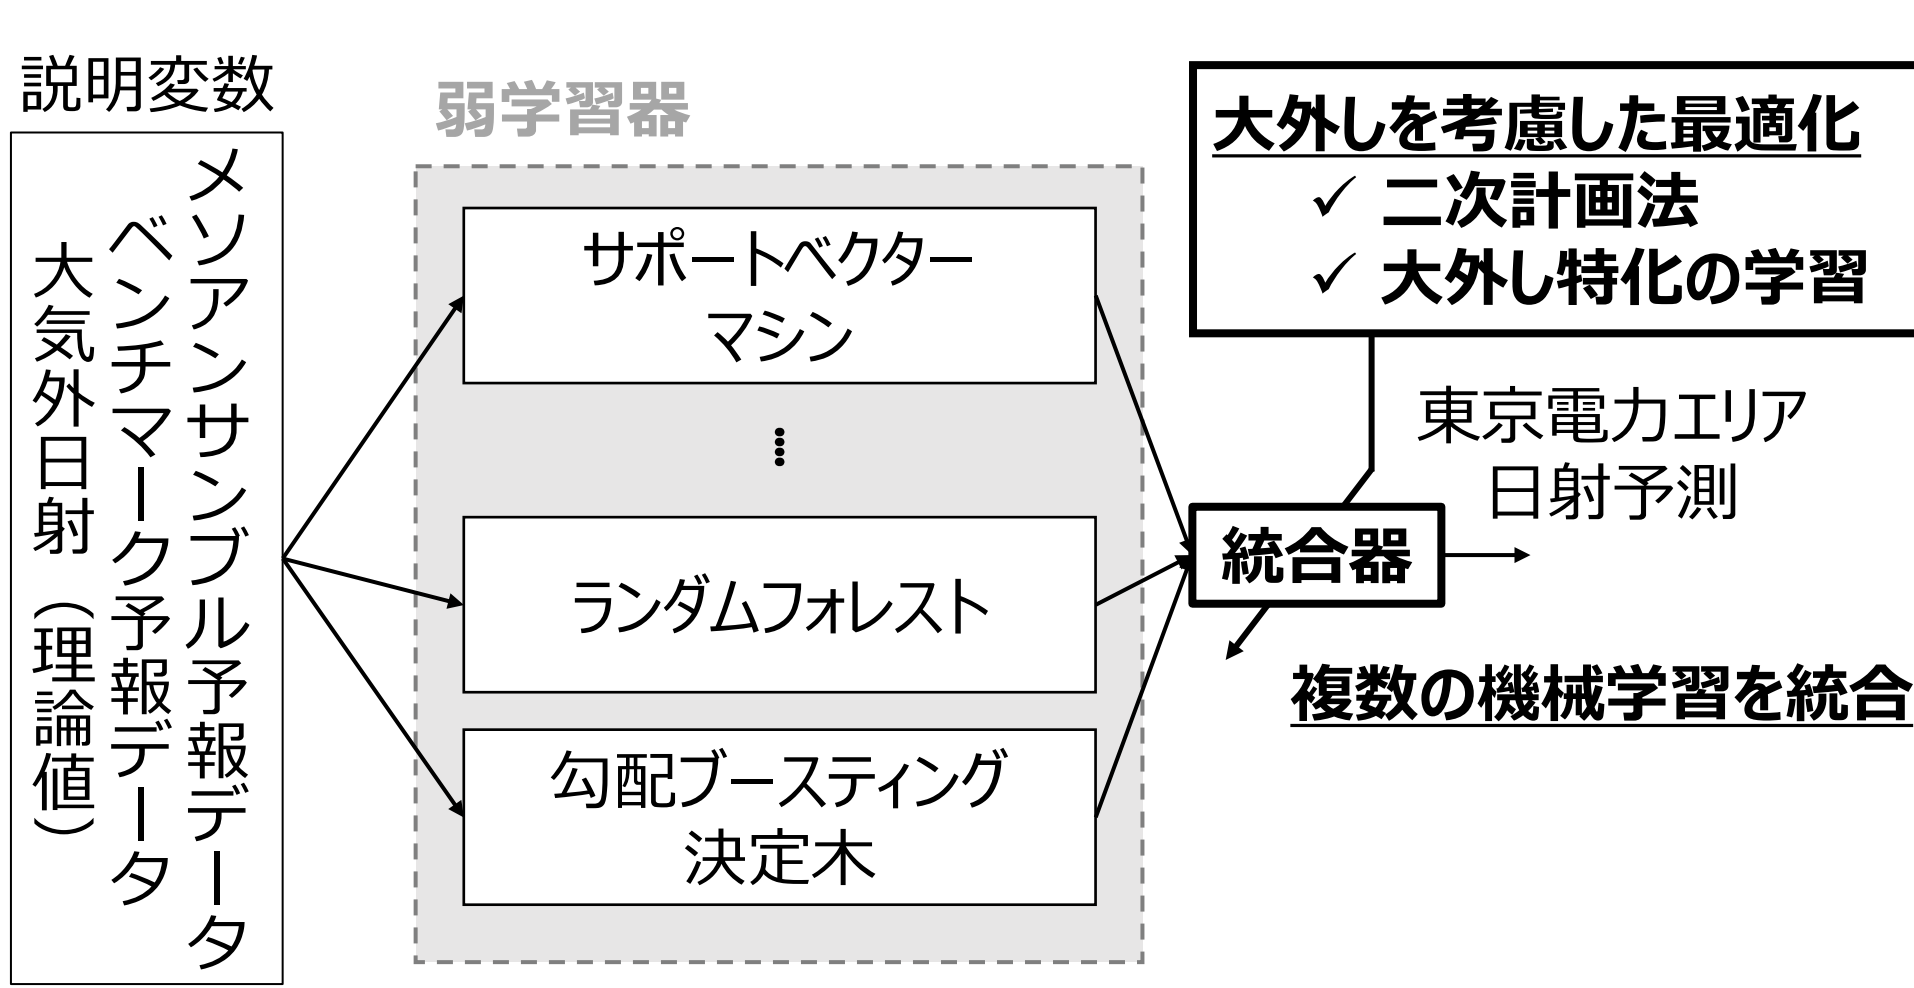 説明変数
メソアンサンブル予報データ
ベンチマーク予報データ
大気外日射（理論値）
弱学習器
サポートベクター
マシン
ランダムフォレスト
勾配ブースティング
決定木
大外しを考慮した最適化
✓ 二次計画法
✓ 大外し特化の学習
東京電力エリア
日射予測
統合器
複数の機械学習を統合